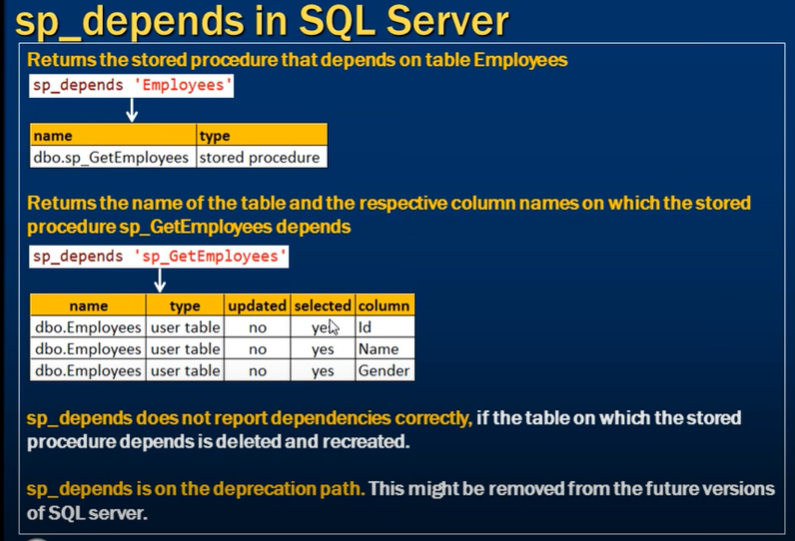 sp_depends in SQL Server
Returns the stored procedure that depends on table Employees
sp_depends 'Employees'
name type
dbo.sp_GetEmployees stored procedure
Returns the name of the table and the respective column names on which the stored
procedure sp_GetEmployees depends
sp_depends 'sp_GetEmployees'
name type updated selected column
dbo.Employees user table no yes Id
dbo.Employees user table no yes Name
dbo.Employees user table no yes Gender
sp_depends does not report dependencies correctly, if the table on which the stored
procedure depends is deleted and recreated.
sp_depends is on the deprecation path. This might be removed from the future versions
of SQL server.